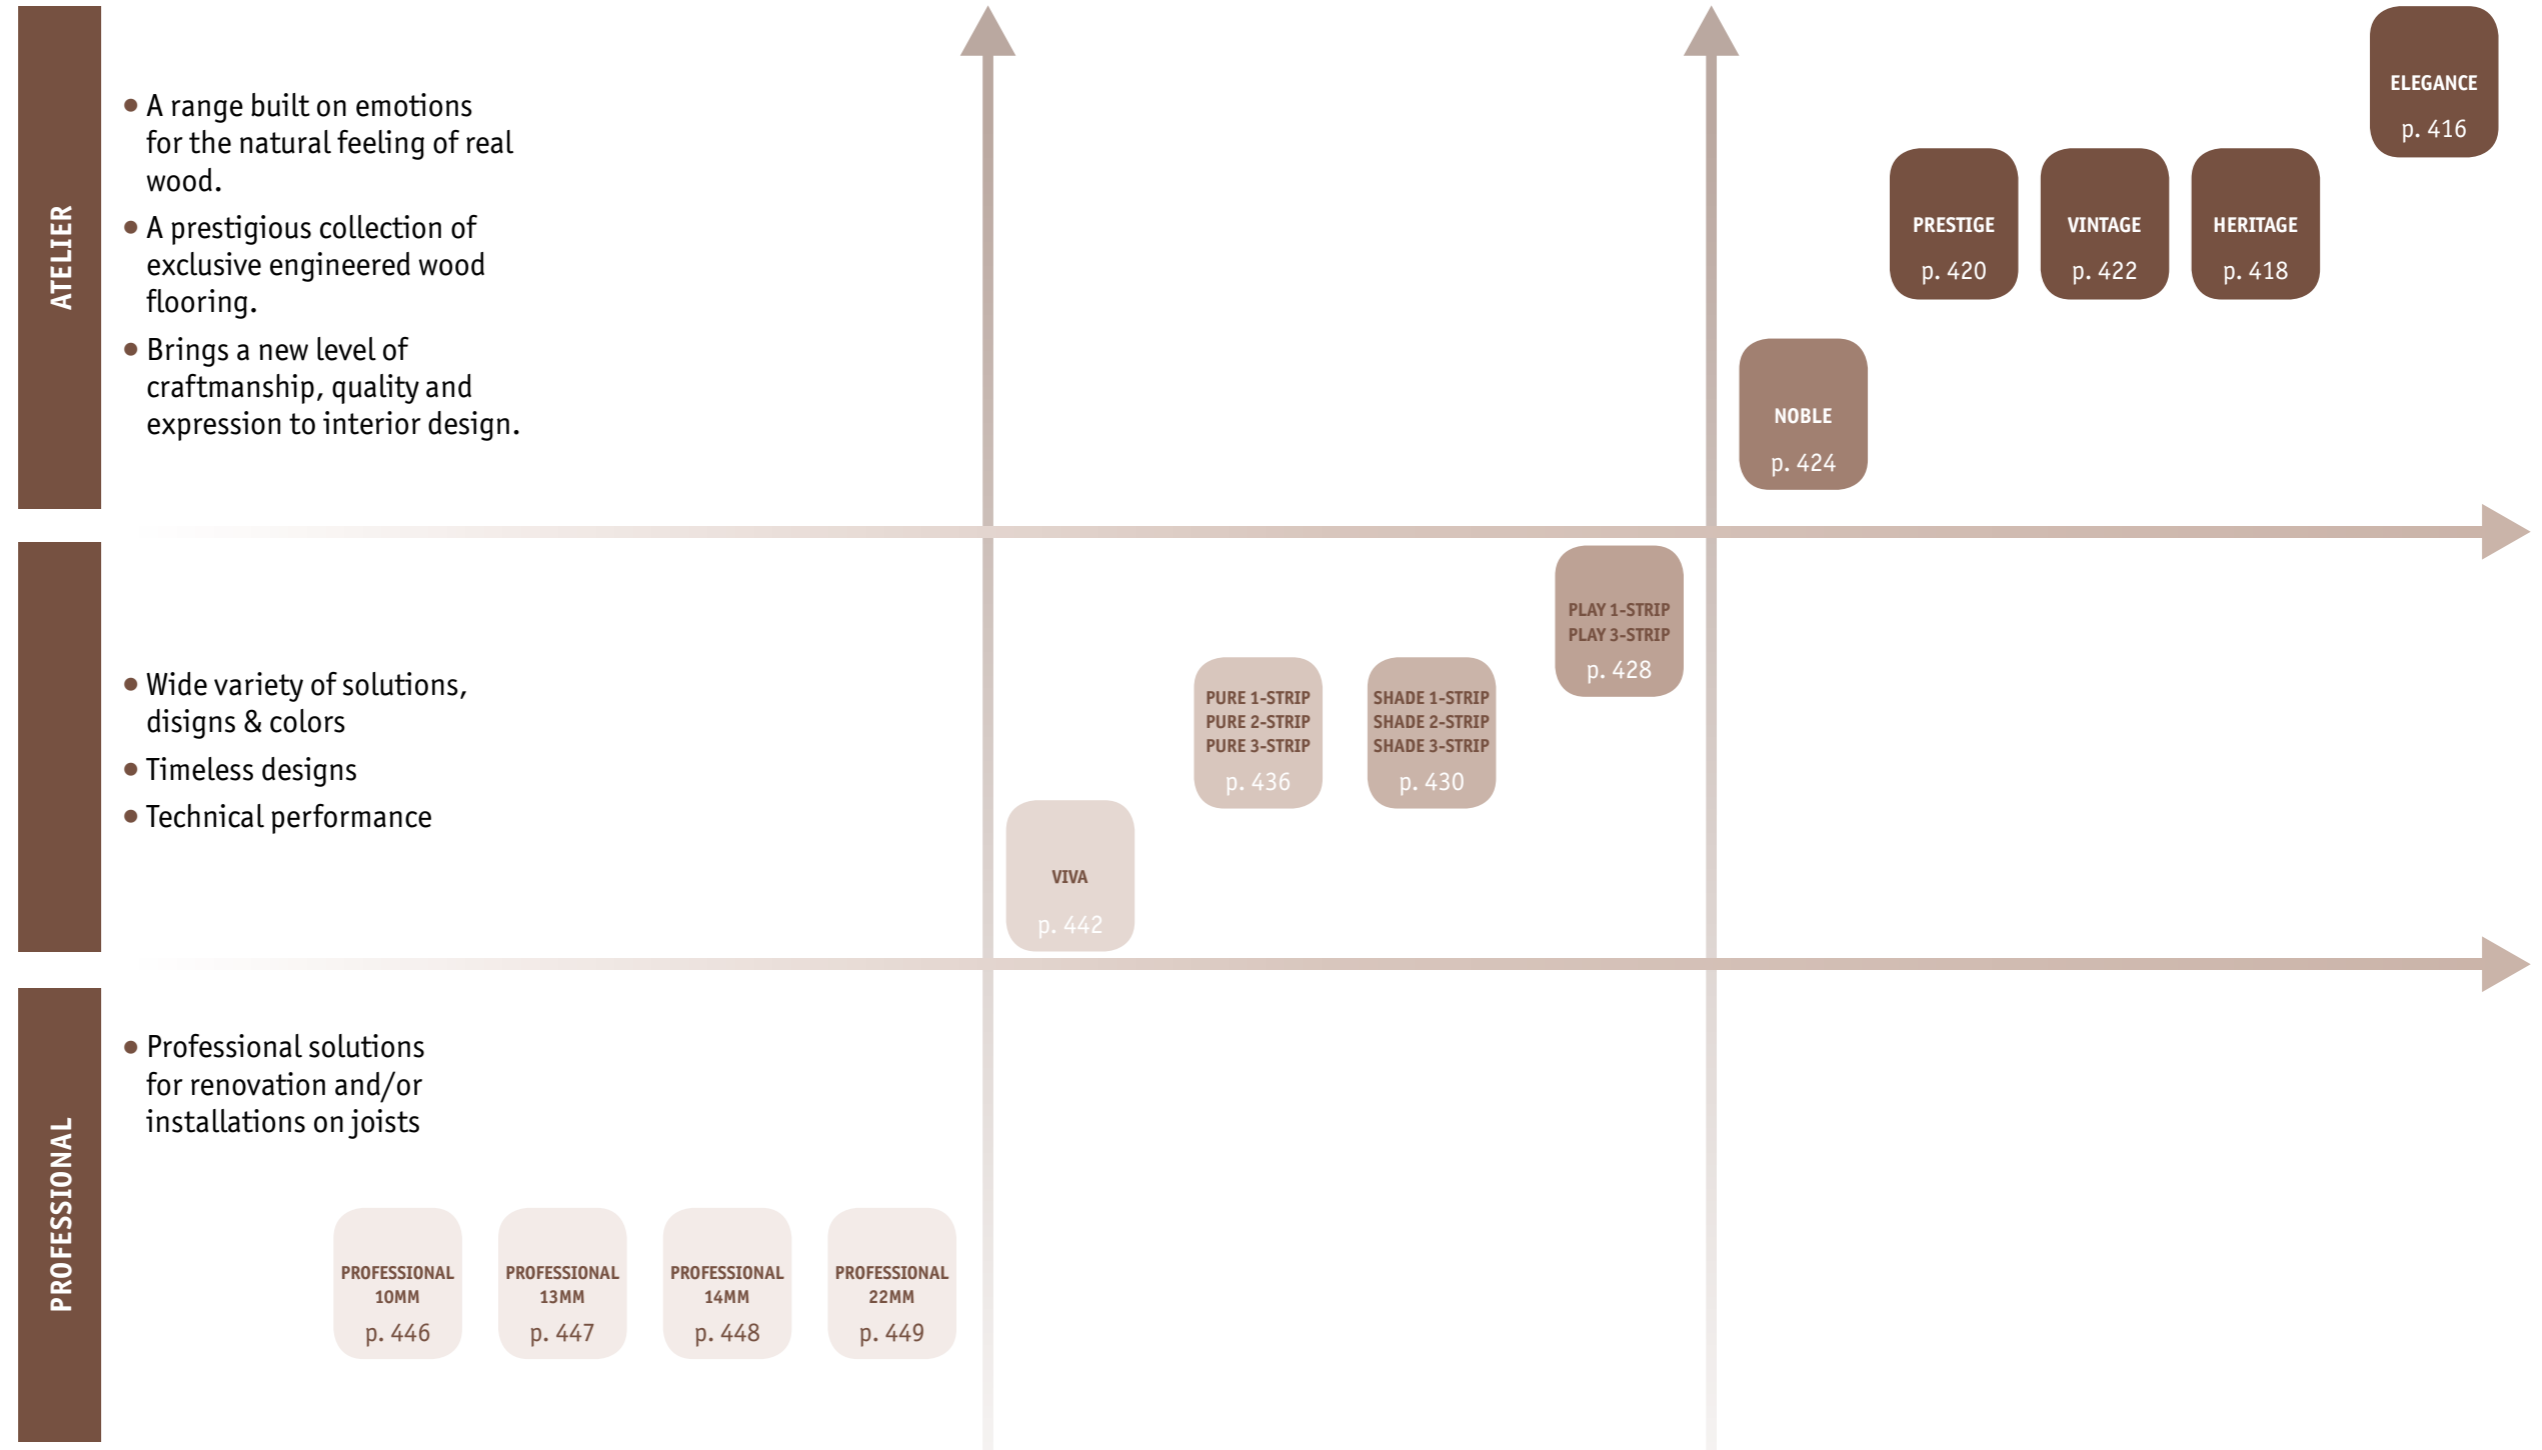 ATELIER
• A range built on emotions
for the natural feeling of real
wood.
• A prestigious collection of
exclusive engineered wood
flooring.
• Brings a new level of
craftmanship, quality and
expression to interior design.
ELEGANCE
p. 416
PRESTIGE
p. 420
VINTAGE
p. 422
HERITAGE
p. 418
NOBLE
p. 424
• Wide variety of solutions,
disigns & colors
• Timeless designs
• Technical performance
PLAY 1-STRIP
PLAY 3-STRIP
p. 428
PURE 1-STRIP
PURE 2-STRIP
PURE 3-STRIP
p. 436
SHADE 1-STRIP
SHADE 2-STRIP
SHADE 3-STRIP
p. 430
VIVA
p. 442
PROFESSIONAL
• Professional solutions
for renovation and/or
installations on joists
PROFESSIONAL
10MM
p. 446
PROFESSIONAL
13MM
p. 447
PROFESSIONAL
14MM
p. 448
PROFESSIONAL
22MM
p. 449